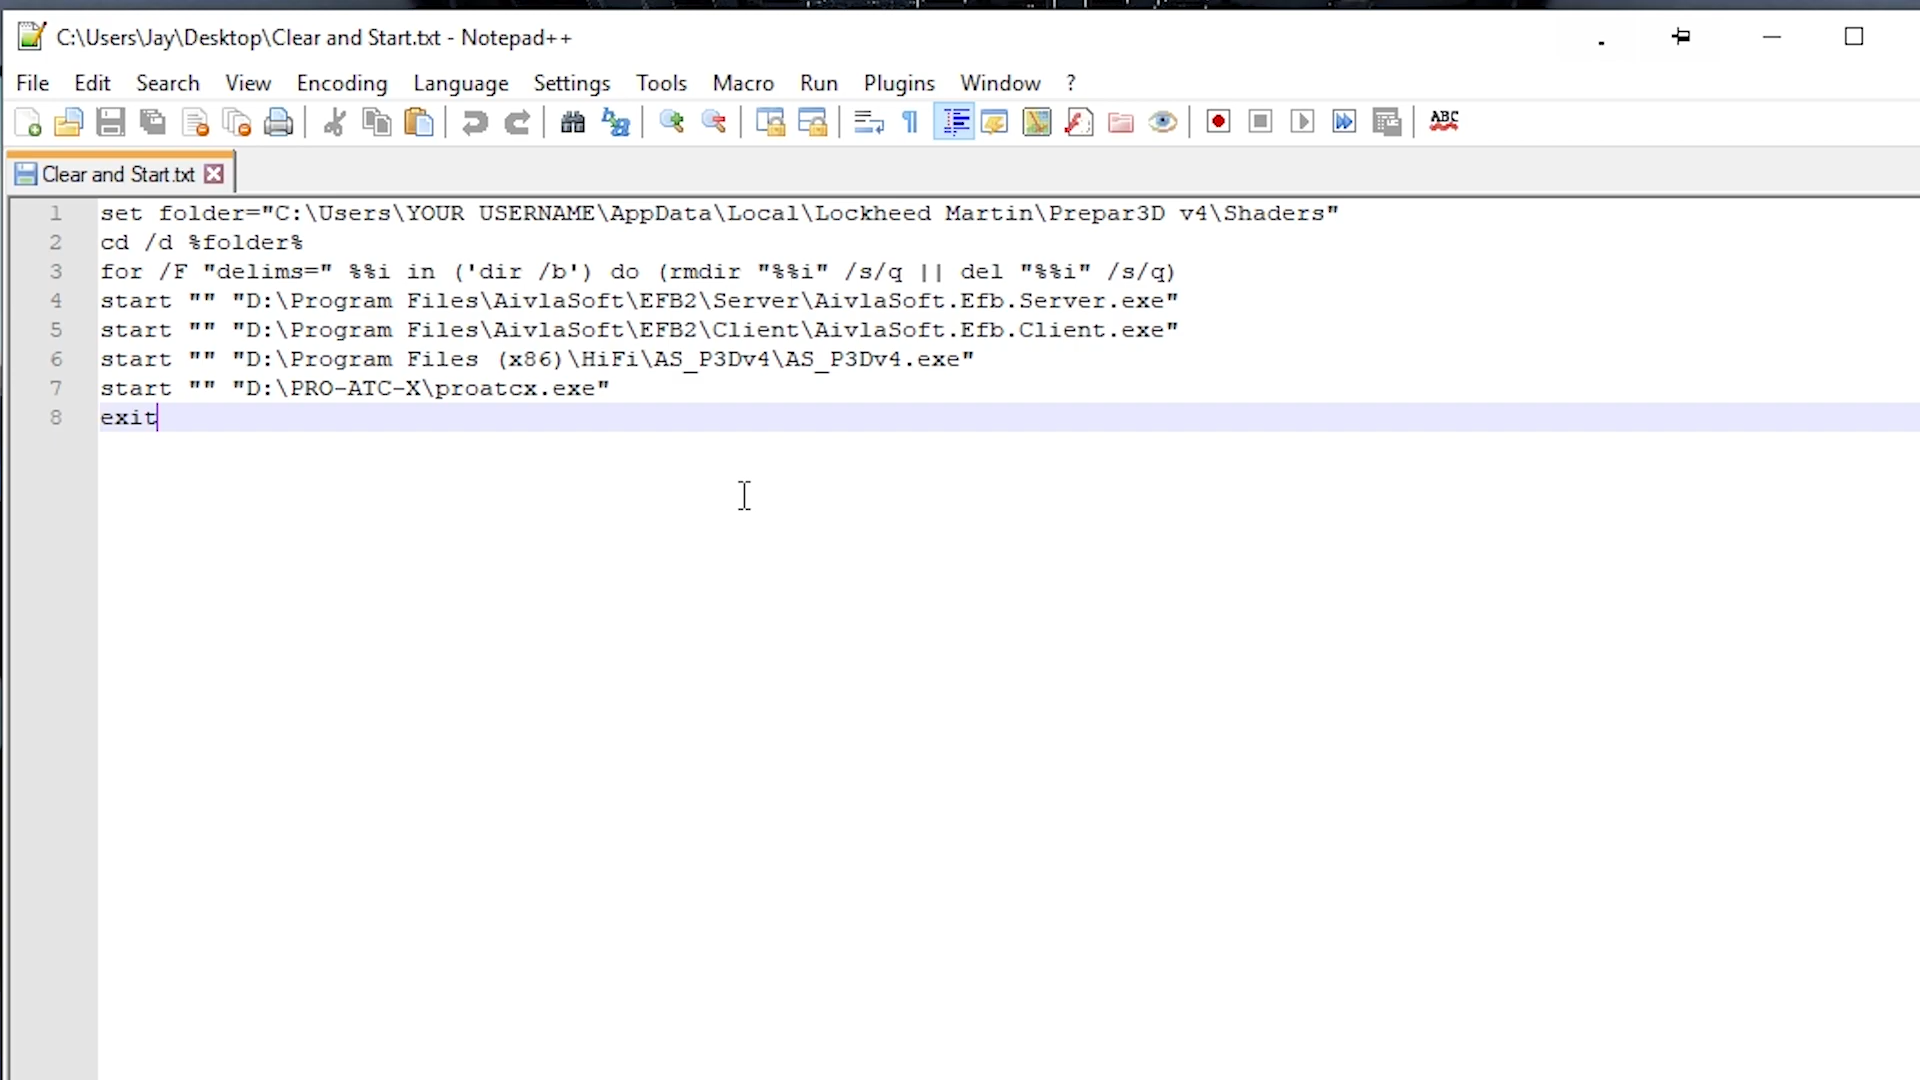 C:\Users\Jay\Desktop\Clear and Start.txt - Notepad++
File Edit Search View Encoding Language Settings Tools Macro Run Plugins Window ?
ABC
Clear and Start.txt
1 set folder="C:\Users\YOUR USERNAME\AppData\Local\Lockheed Martin\Prepar3D v4\Shaders"
2 cd /d %folder%
3 for /F "delims=" %%i in ('dir /b') do (rmdir "%%i" /s/q || del "%%i" /s/q)
4 start "" "D:\Program Files\AivlaSoft\EFB2\Server\AivlaSoft.Efb.Server.exe"
5 start "" "D:\Program Files\AivlaSoft\EFB2\Client\AivlaSoft.Efb.Client.exe"
6 start "" "D:\Program Files (x86)\HiFi\AS_P3Dv4\AS_P3Dv4.exe"
7 start "" "D:\PRO-ATC-X\proatcx.exe"
8 exit